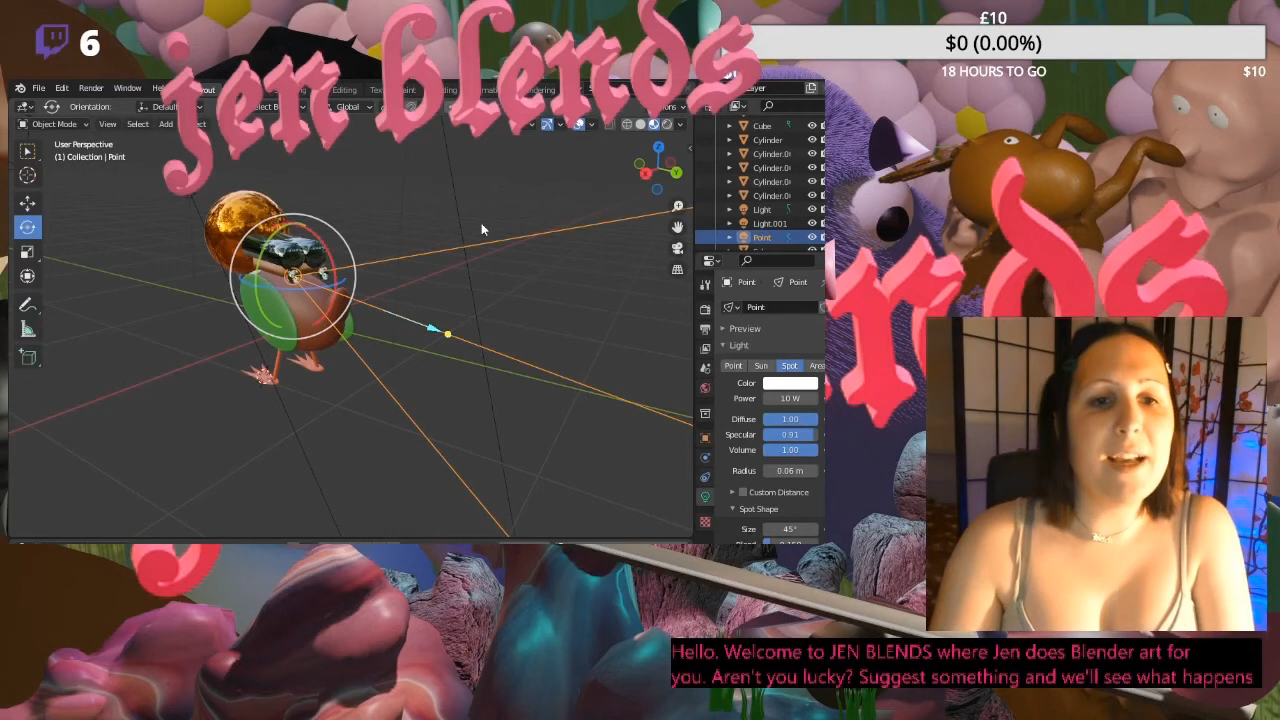 6
jen blends
£10
$0 (0.00%)
18 HOURS TO GO
$10
File Edit Render Window
Orientation:
Global
Object Mode View Select Add
User Perspective
(1) Collection | Point
Z
X
Y
Cube
Cylinder
Cylinder.0
Cylinder.0
Cylinder.0
Cylinder.0
Light
Light.001
Point
Point Point
Point
Preview
Light
Point Sun Spot Area
Color
Power 10 W
Diffuse 1.00
Specular 0.91
Volume 1.00
Radius 0.06 m
Custom Distance
Spot Shape
Size 45°
Hello. Welcome to JEN BLENDS where Jen does Blender art for
you. Aren't you lucky? Suggest something and we'll see what happens